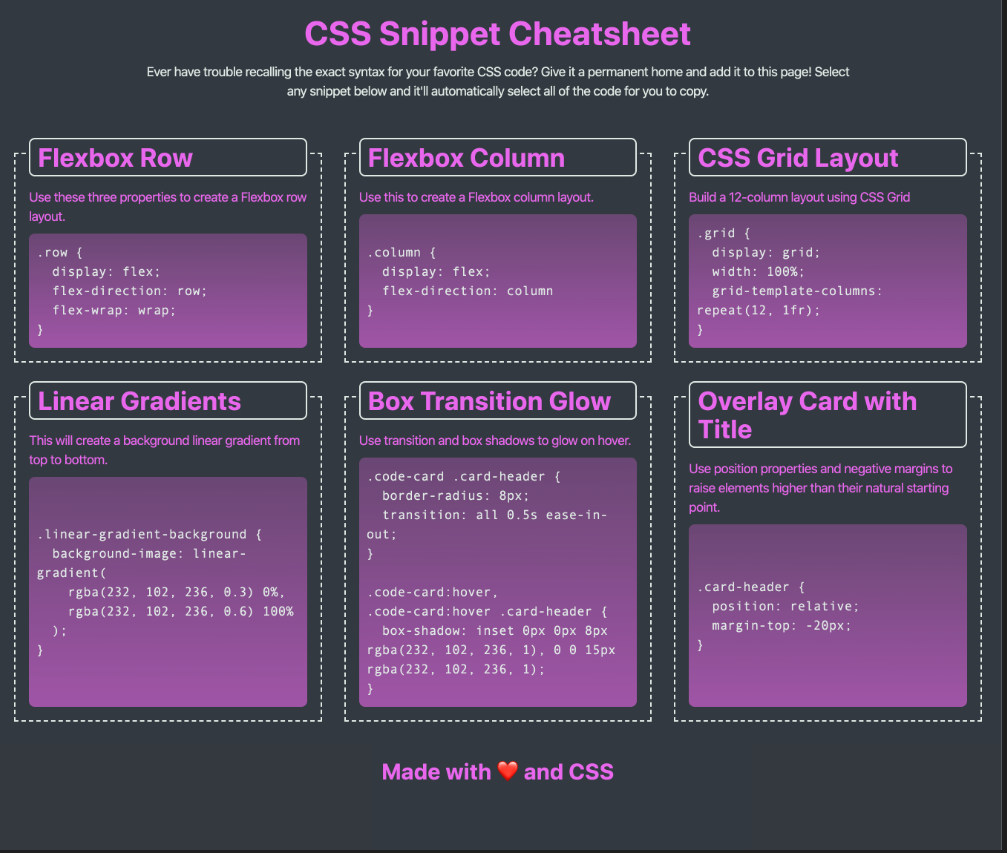 CSS Snippet Cheatsheet
Ever have trouble recalling the exact syntax for your favorite CSS code? Give it a permanent home and add it to this page! Select
any snippet below and it'll automatically select all of the code for you to copy.
Flexbox Row
Use these three properties to create a Flexbox row
layout.
.row {
  display: flex;
  flex-direction: row;
  flex-wrap: wrap;
}
Flexbox Column
Use this to create a Flexbox column layout.
.column {
  display: flex;
  flex-direction: column
}
CSS Grid Layout
Build a 12-column layout using CSS Grid
.grid {
  display: grid;
  width: 100%;
  grid-template-columns:
repeat(12, 1fr);
}
Linear Gradients
This will create a background linear gradient from
top to bottom.
.linear-gradient-background {
  background-image: linear-
gradient(
    rgba(232, 102, 236, 0.3) 0%,
    rgba(232, 102, 236, 0.6) 100%
  );
}
Box Transition Glow
Use transition and box shadows to glow on hover.
.code-card .card-header {
  border-radius: 8px;
  transition: all 0.5s ease-in-
out;
}
.code-card:hover,
.code-card:hover .card-header {
  box-shadow: inset 0px 0px 8px
rgba(232, 102, 236, 1), 0 0 15px
rgba(232, 102, 236, 1);
}
Overlay Card with
Title
Use position properties and negative margins to
raise elements higher than their natural starting
point.
.card-header {
  position: relative;
  margin-top: -20px;
}
Made with ❤️ and CSS